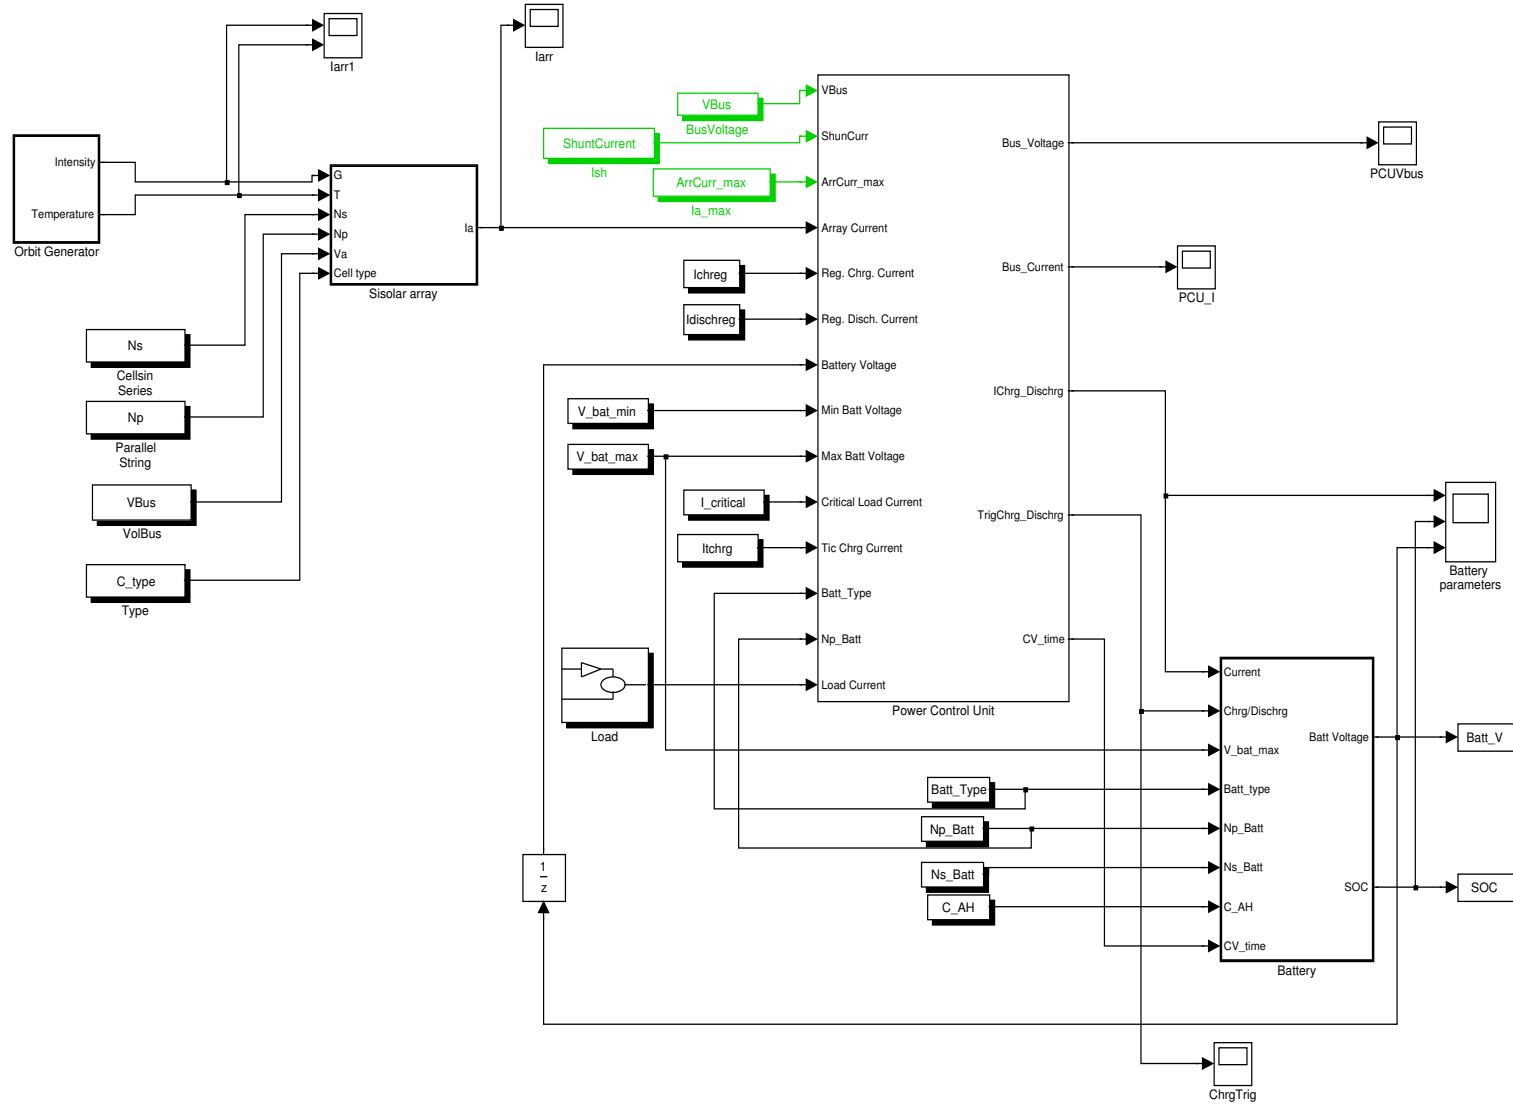 Iarr1
Iarr
Intensity
Temperature
Orbit Generator
G
T
Ns
Np
Va
Cell type
Ia
Sisolar array
Ns
Cellsin
Series
Np
Parallel
String
VBus
VolBus
C_type
Type
VBus
BusVoltage
ShuntCurrent
Ish
ArrCurr_max
Ia_max
Ichreg
Idischreg
V_bat_min
V_bat_max
I_critical
Itchrg
Load
VBus
ShunCurr
ArrCurr_max
Array Current
Reg. Chrg. Current
Reg. Disch. Current
Battery Voltage
Min Batt Voltage
Max Batt Voltage
Critical Load Current
Tic Chrg Current
Batt_Type
Np_Batt
Load Current
Bus_Voltage
Bus_Current
IChrg_Dischrg
TrigChrg_Dischrg
CV_time
Power Control Unit
PCUVbus
PCU_I
Battery
parameters
Batt_Type
Np_Batt
Ns_Batt
C_AH
1
z
Current
Chrg/Dischrg
V_bat_max
Batt_type
Np_Batt
Ns_Batt
C_AH
CV_time
Batt Voltage
SOC
Battery
Batt_V
SOC
ChrgTrig